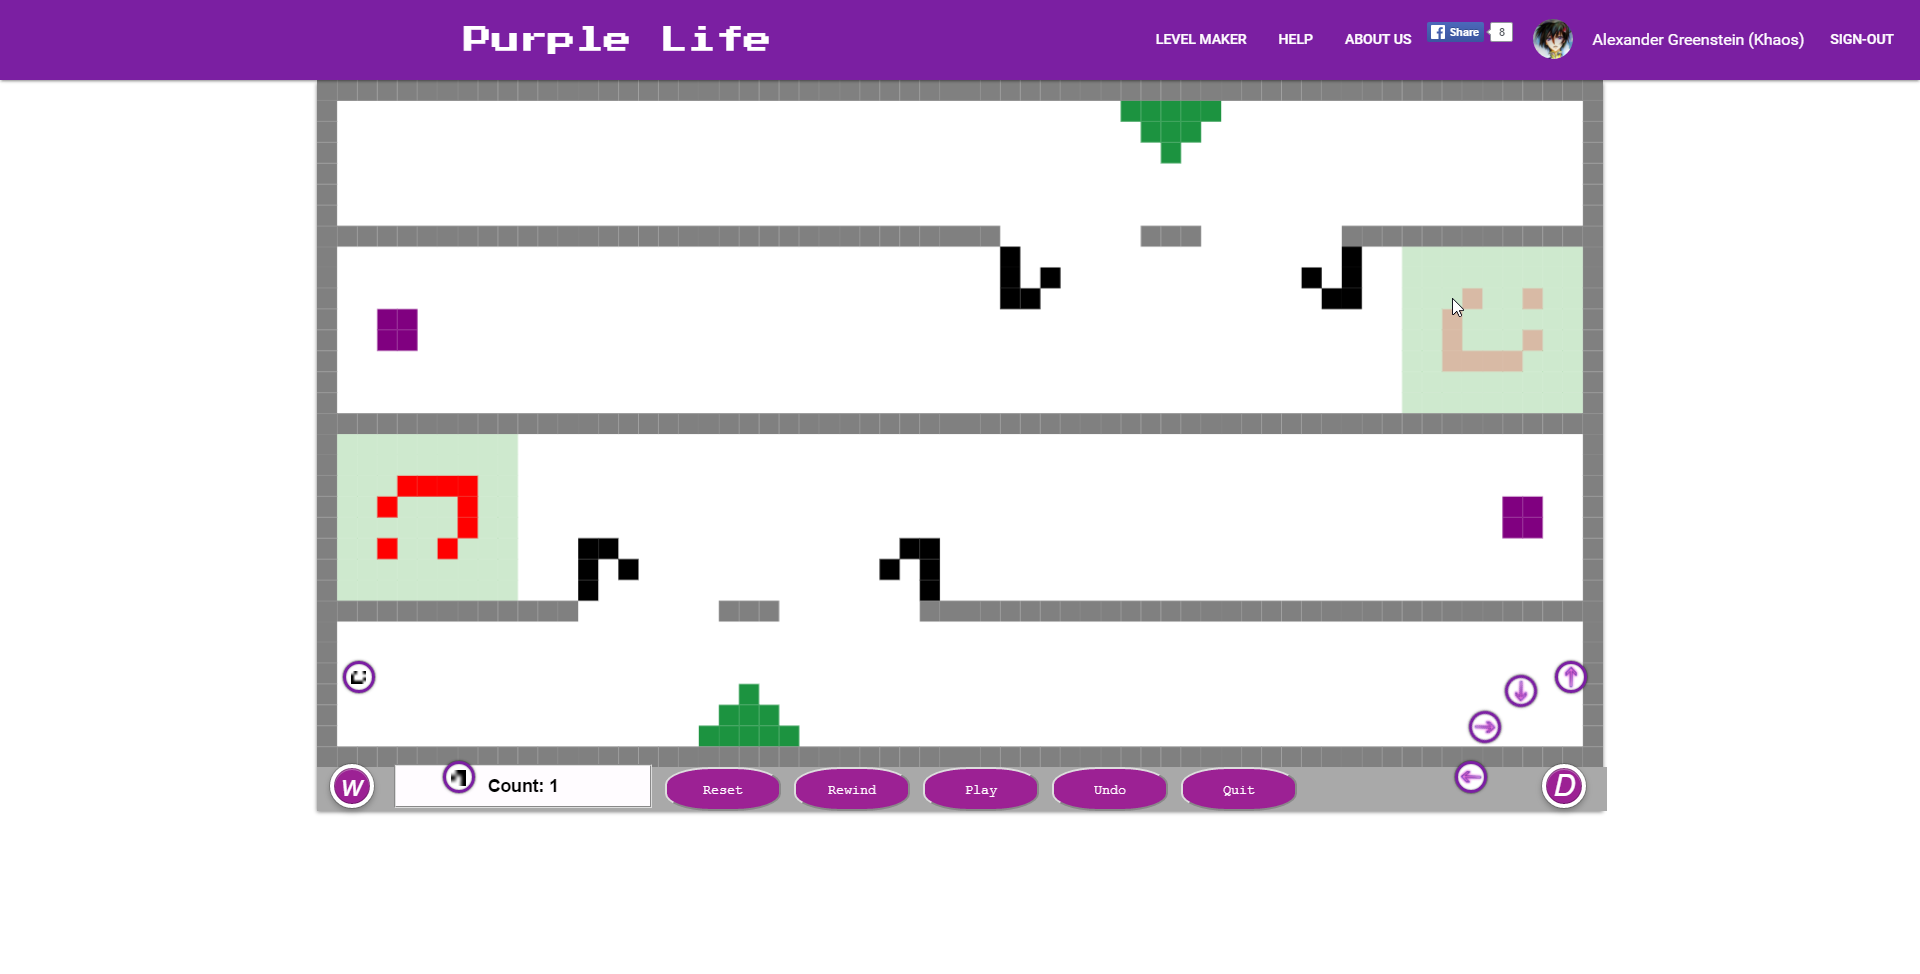 Purple Life
LEVEL MAKER HELP ABOUT US Share 8 Alexander Greenstein (Khaos) SIGN-OUT
W Count: 1 Reset Rewind Play Undo Quit D